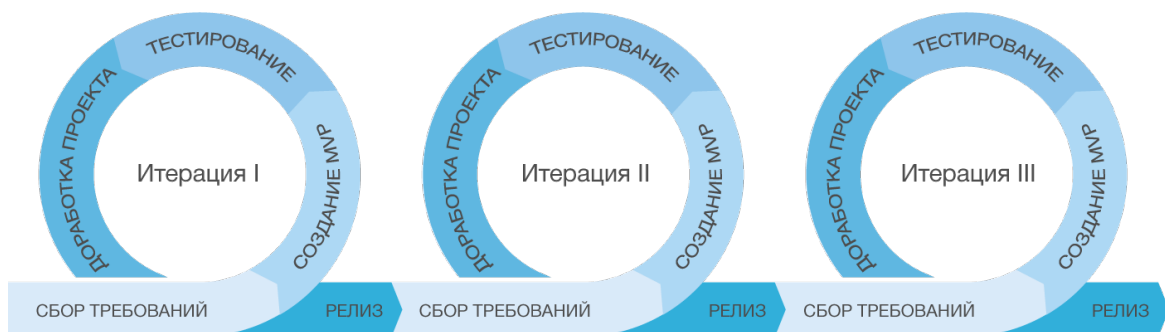 ТЕСТИРОВАНИЕ
ДОРАБОТКА ПРОЕКТА
Итерация I
СОЗДАНИЕ MVP
СБОР ТРЕБОВАНИЙ
РЕЛИЗ
ТЕСТИРОВАНИЕ
ДОРАБОТКА ПРОЕКТА
Итерация II
СОЗДАНИЕ MVP
СБОР ТРЕБОВАНИЙ
РЕЛИЗ
ТЕСТИРОВАНИЕ
ДОРАБОТКА ПРОЕКТА
Итерация III
СОЗДАНИЕ MVP
СБОР ТРЕБОВАНИЙ
РЕЛИЗ